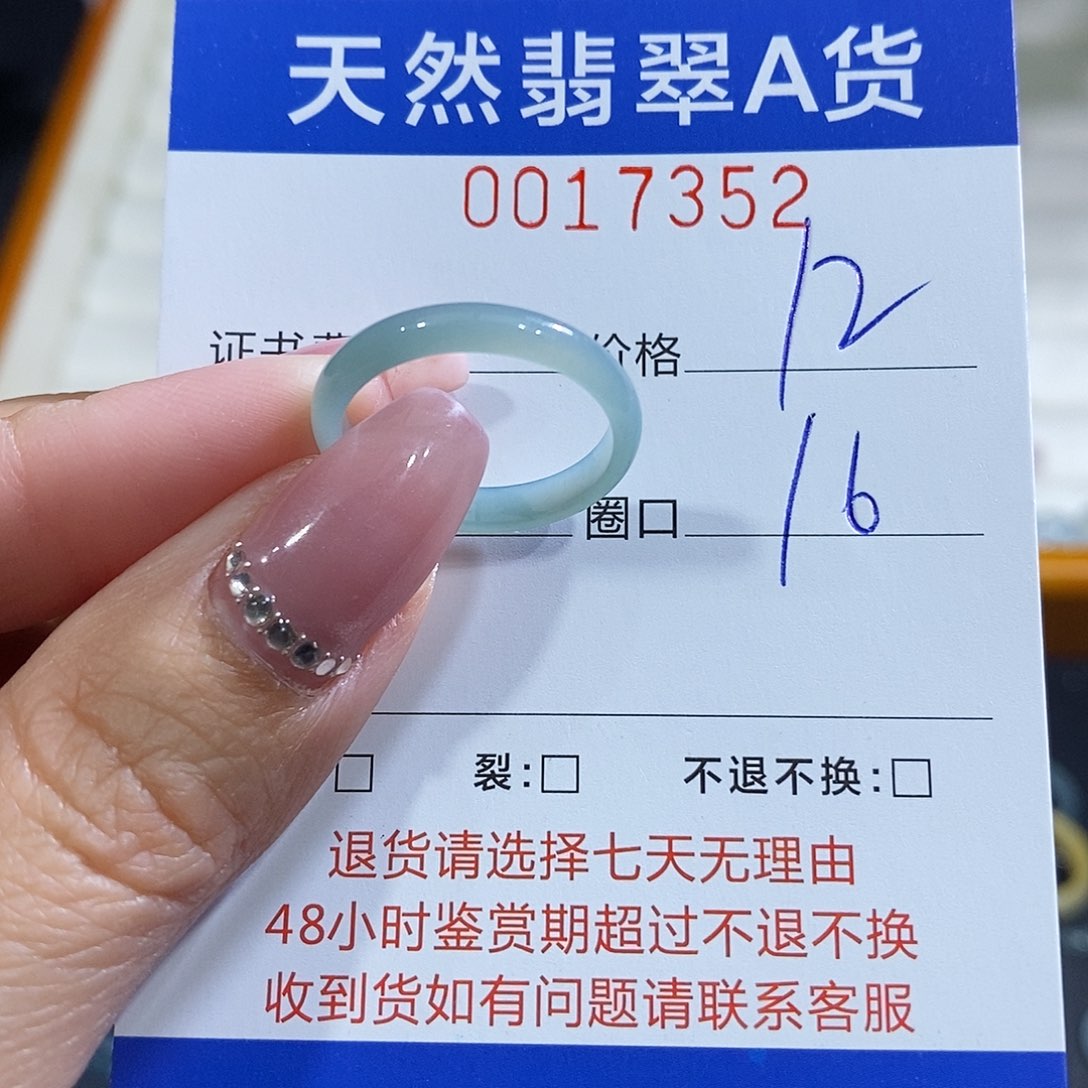 天然翡翠A货
0017352
证书 价格 12
圈口 16
裂:□ 不退不换:□
退货请选择七天无理由
48小时鉴赏期超过不退不换
收到货如有问题请联系客服